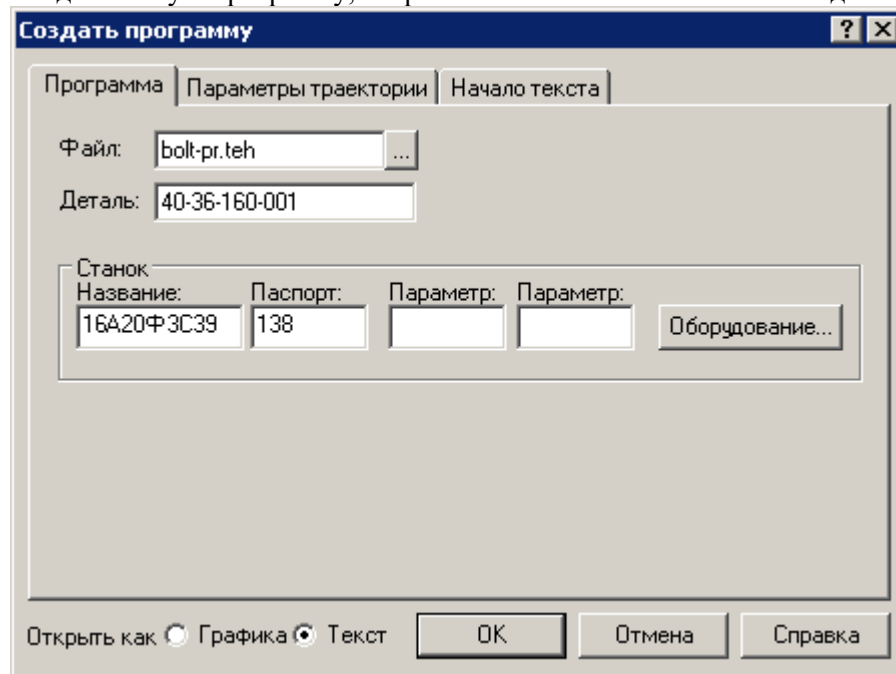 Создать программу
Программа Параметры траектории Начало текста
Файл: bolt-pr.teh ...
Деталь: 40-36-160-001
Станок
Название: Паспорт: Параметр: Параметр:
16А20Ф3С39 138 Оборудование...
Открыть как Графика Текст ОК Отмена Справка